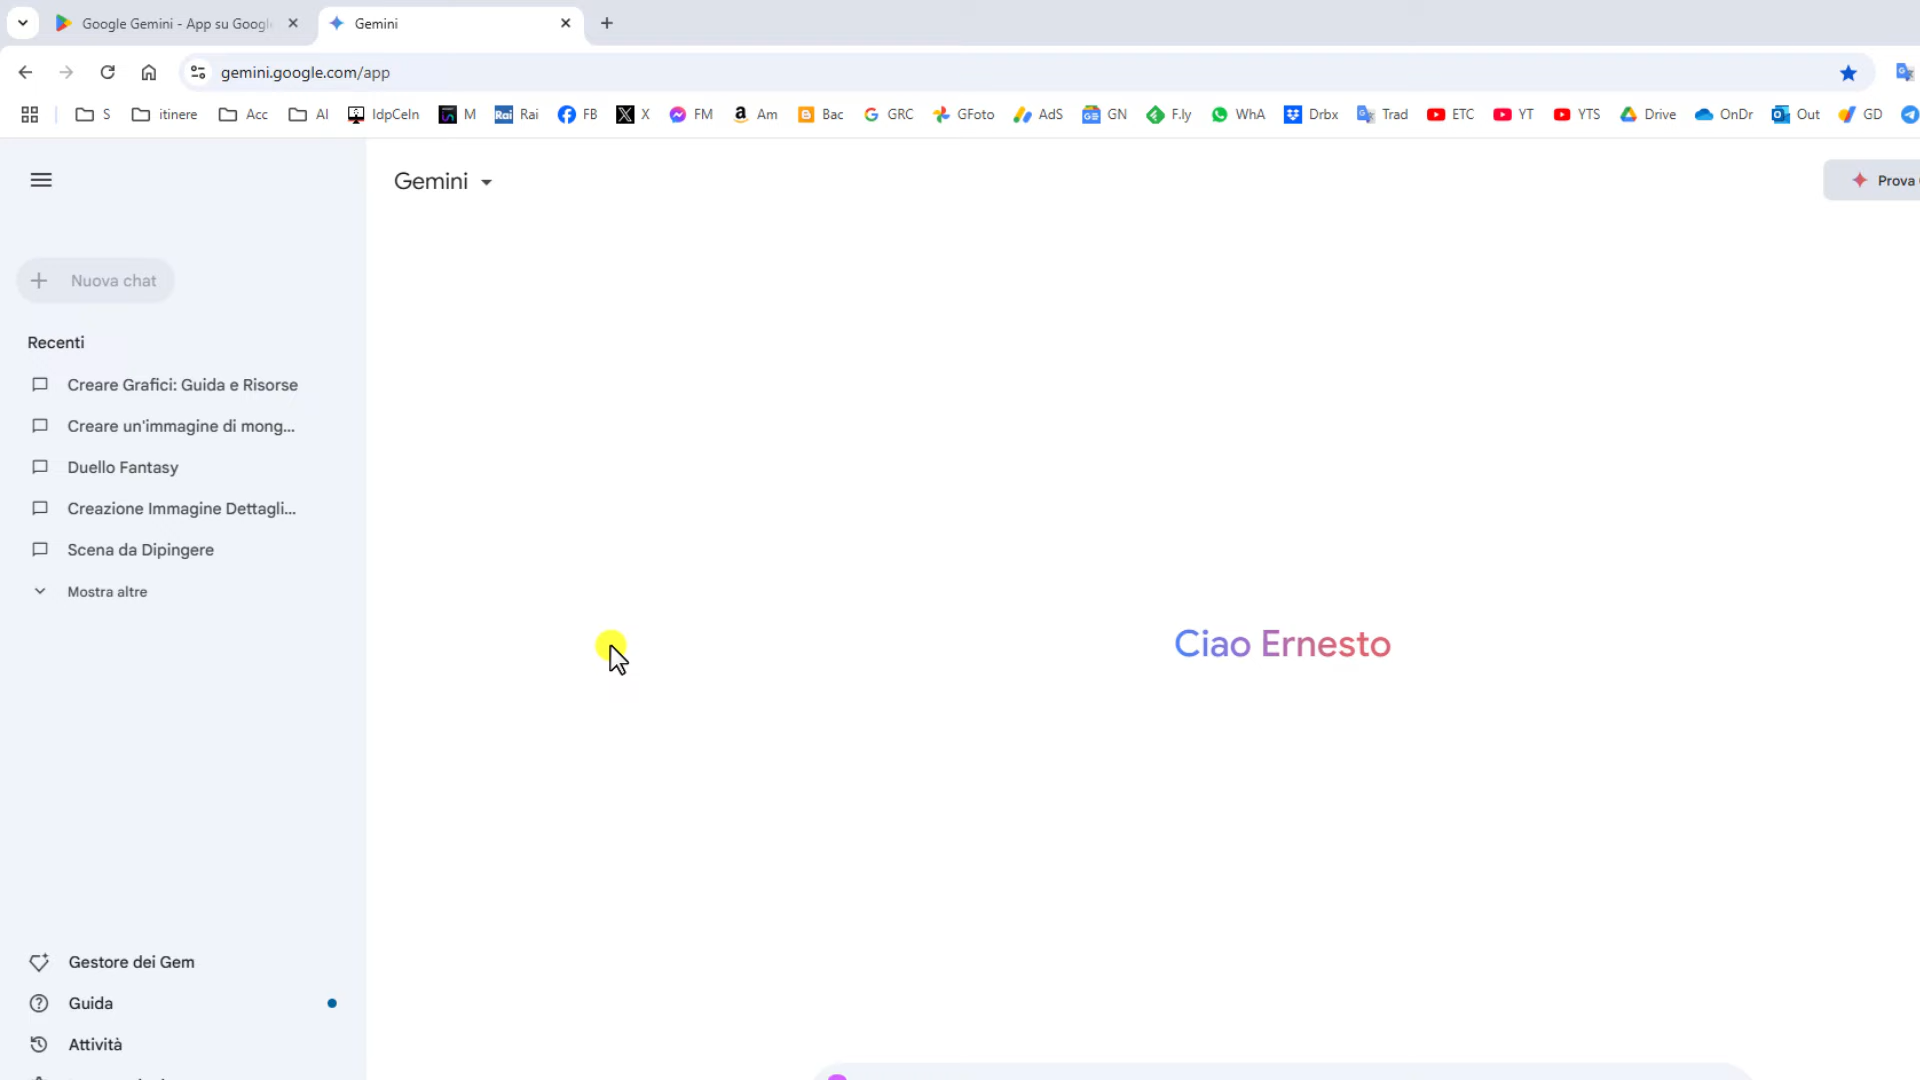 Google Gemini - App su Googl
Gemini
gemini.google.com/app
S
itinere
Acc
AI
IdpCeIn
M
Rai
Rai
FB
X
FM
Am
Bac
GRC
GFoto
AdS
GN
F.ly
WhA
Drbx
Trad
ETC
YT
YTS
Drive
OnDr
Out
GD
Gemini
Prova
Nuova chat
Recenti
Creare Grafici: Guida e Risorse
Creare un'immagine di mong...
Duello Fantasy
Creazione Immagine Dettagli...
Scena da Dipingere
Mostra altre
Ciao Ernesto
Gestore dei Gem
Guida
Attività